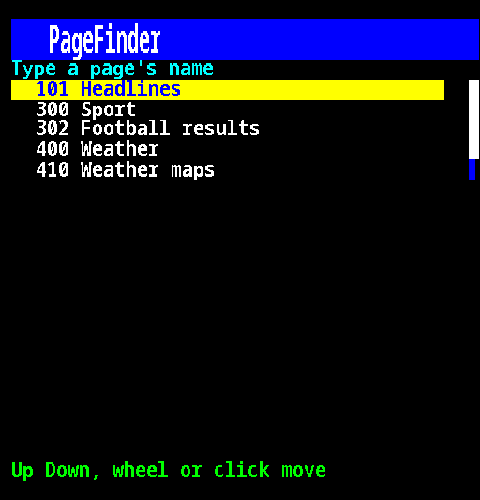 PageFinder
Type a page's name
101 Headlines
300 Sport
302 Football results
400 Weather
410 Weather maps
Up Down, wheel or click move